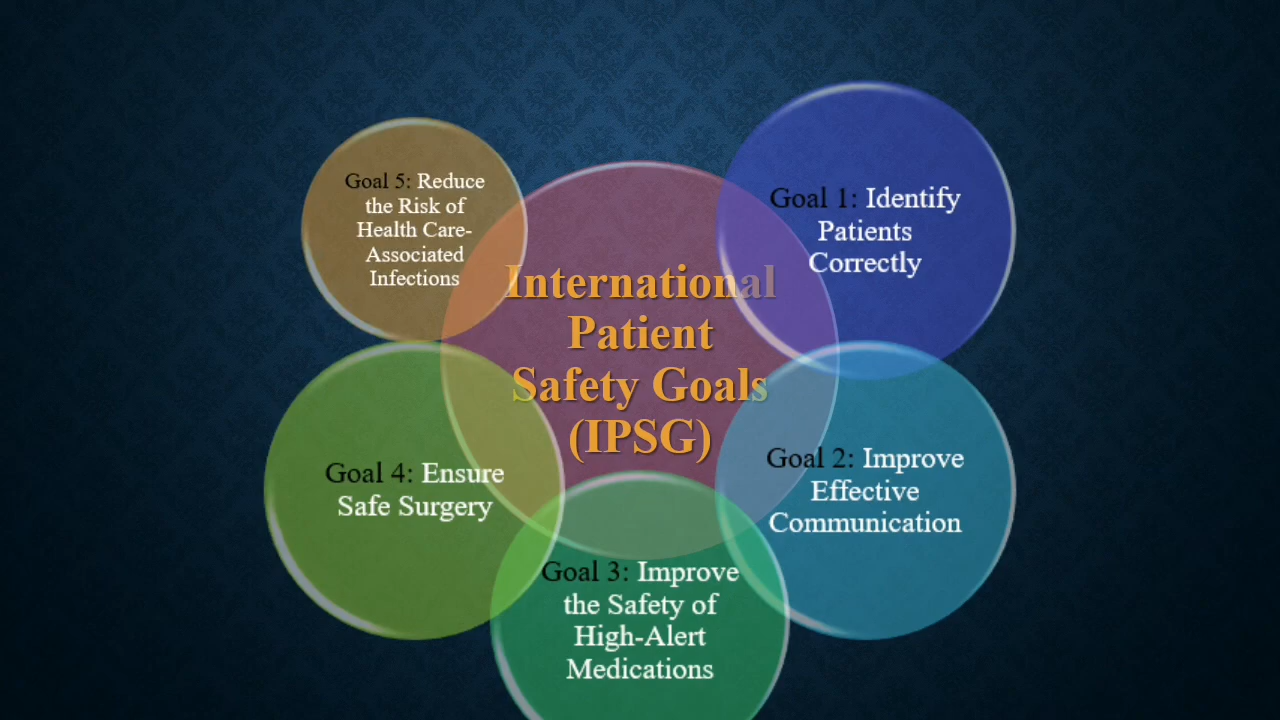 International
Patient
Safety Goals
(IPSG)
Goal 1: Identify
Patients
Correctly
Goal 2: Improve
Effective
Communication
Goal 3: Improve
the Safety of
High-Alert
Medications
Goal 4: Ensure
Safe Surgery
Goal 5: Reduce
the Risk of
Health Care-
Associated
Infections